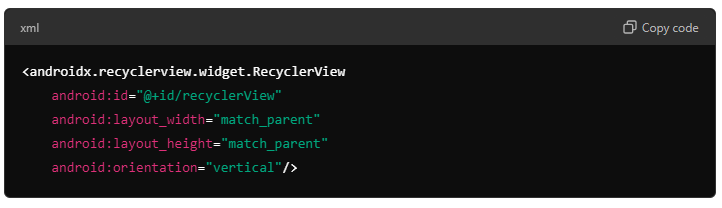 xml
Copy code
<androidx.recyclerview.widget.RecyclerView
    android:id="@+id/recyclerView"
    android:layout_width="match_parent"
    android:layout_height="match_parent"
    android:orientation="vertical"/>